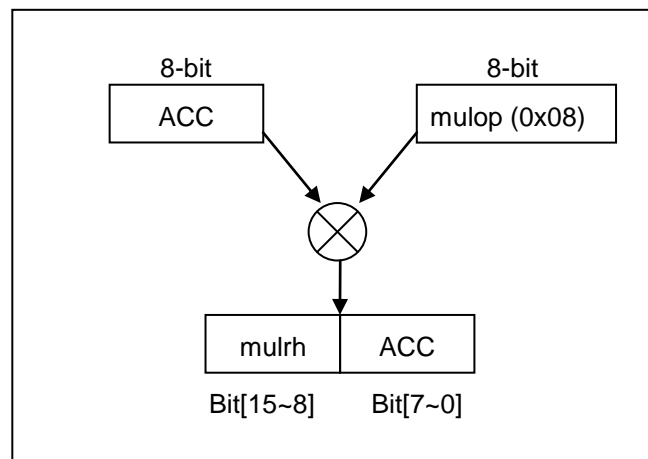 8-bit 8-bit
ACC mulop (0x08)
mulrh ACC
Bit[15~8] Bit[7~0]